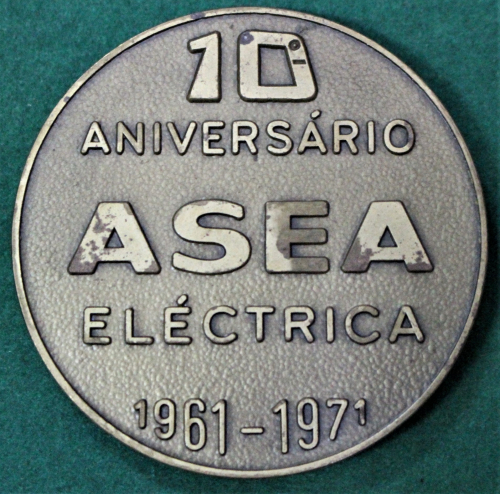 10
ANIVERSÁRIO
ASEA
ELÉCTRICA
1961-1971